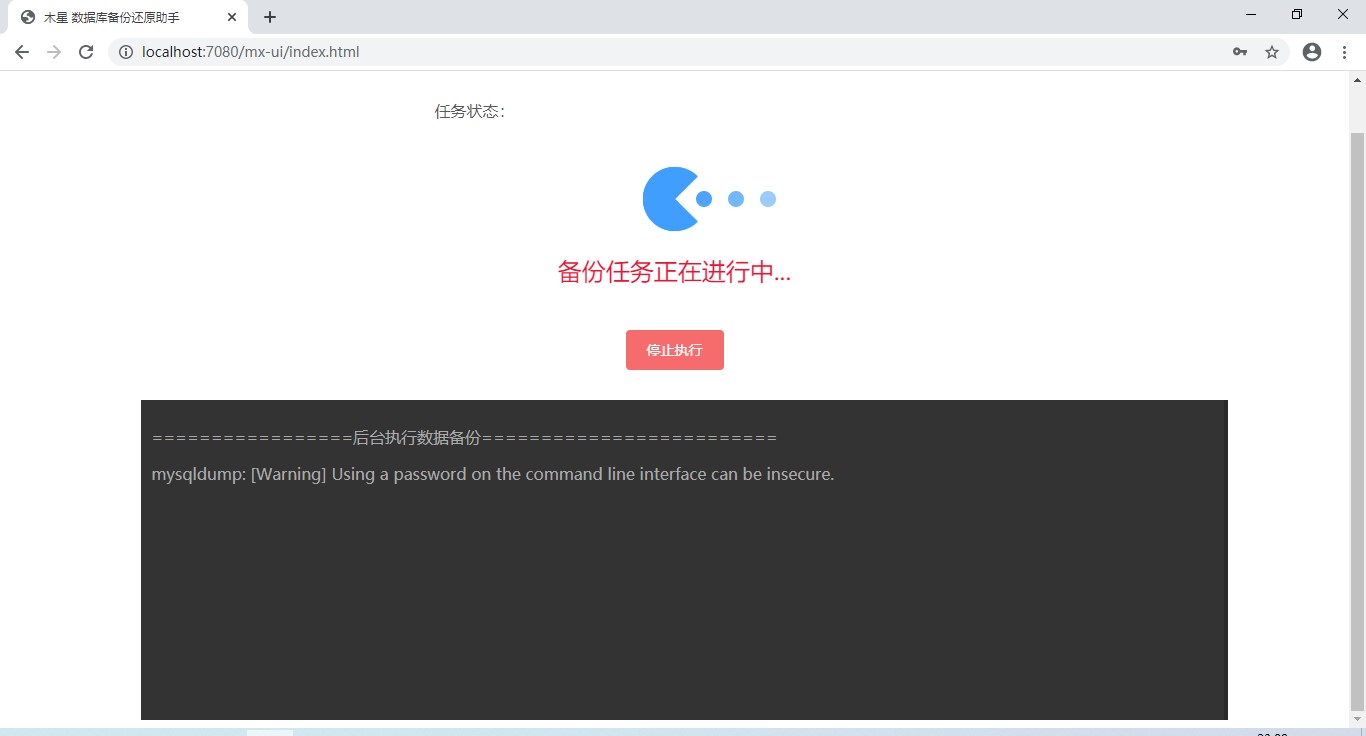 木星 数据库备份还原助手
localhost:7080/mx-ui/index.html
任务状态：
备份任务正在进行中...
停止执行
=================后台执行数据备份=========================
mysqldump: [Warning] Using a password on the command line interface can be insecure.